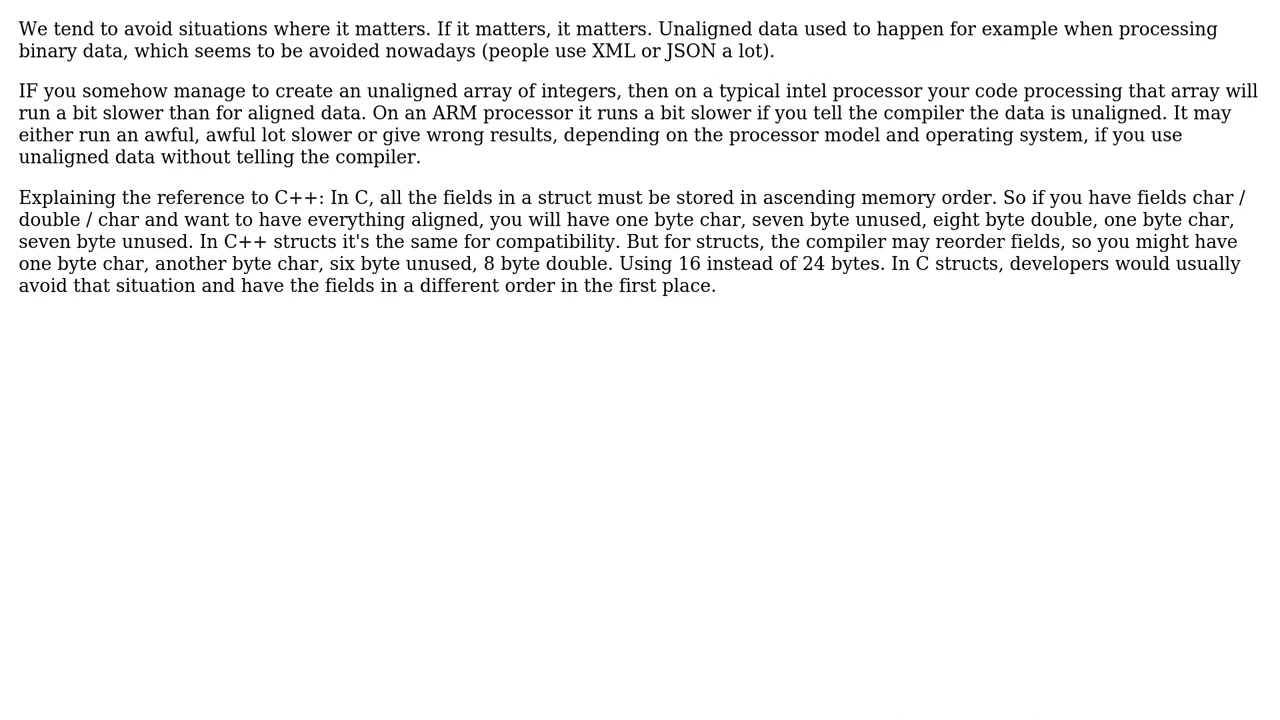 We tend to avoid situations where it matters. If it matters, it matters. Unaligned data used to happen for example when processing
binary data, which seems to be avoided nowadays (people use XML or JSON a lot).
IF you somehow manage to create an unaligned array of integers, then on a typical intel processor your code processing that array will
run a bit slower than for aligned data. On an ARM processor it runs a bit slower if you tell the compiler the data is unaligned. It may
either run an awful, awful lot slower or give wrong results, depending on the processor model and operating system, if you use
unaligned data without telling the compiler.
Explaining the reference to C++: In C, all the fields in a struct must be stored in ascending memory order. So if you have fields char /
double / char and want to have everything aligned, you will have one byte char, seven byte unused, eight byte double, one byte char,
seven byte unused. In C++ structs it's the same for compatibility. But for structs, the compiler may reorder fields, so you might have
one byte char, another byte char, six byte unused, 8 byte double. Using 16 instead of 24 bytes. In C structs, developers would usually
avoid that situation and have the fields in a different order in the first place.